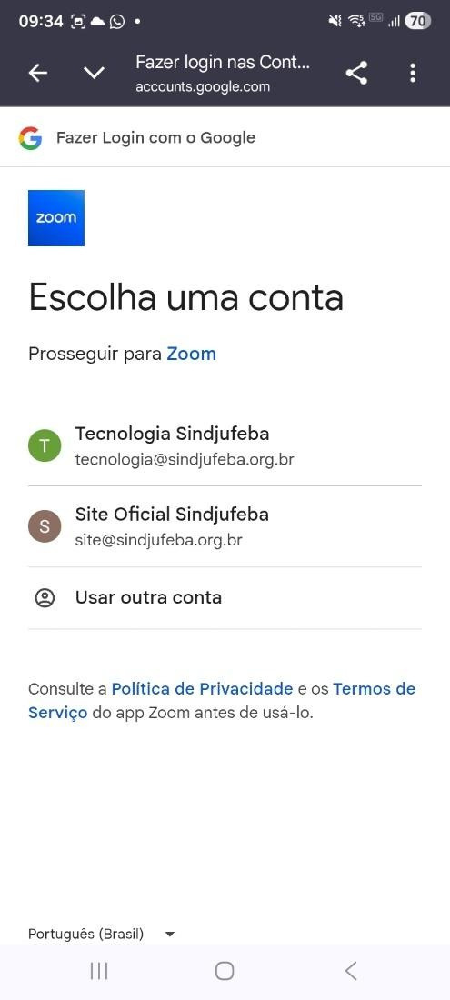 09:34
5G
70
Fazer login nas Cont...
accounts.google.com
G Fazer Login com o Google
zoom
Escolha uma conta
Prosseguir para Zoom
T
Tecnologia Sindjufeba
tecnologia@sindjufeba.org.br
S
Site Oficial Sindjufeba
site@sindjufeba.org.br
Usar outra conta
Consulte a Política de Privacidade e os Termos de
Serviço do app Zoom antes de usá-lo.
Português (Brasil)